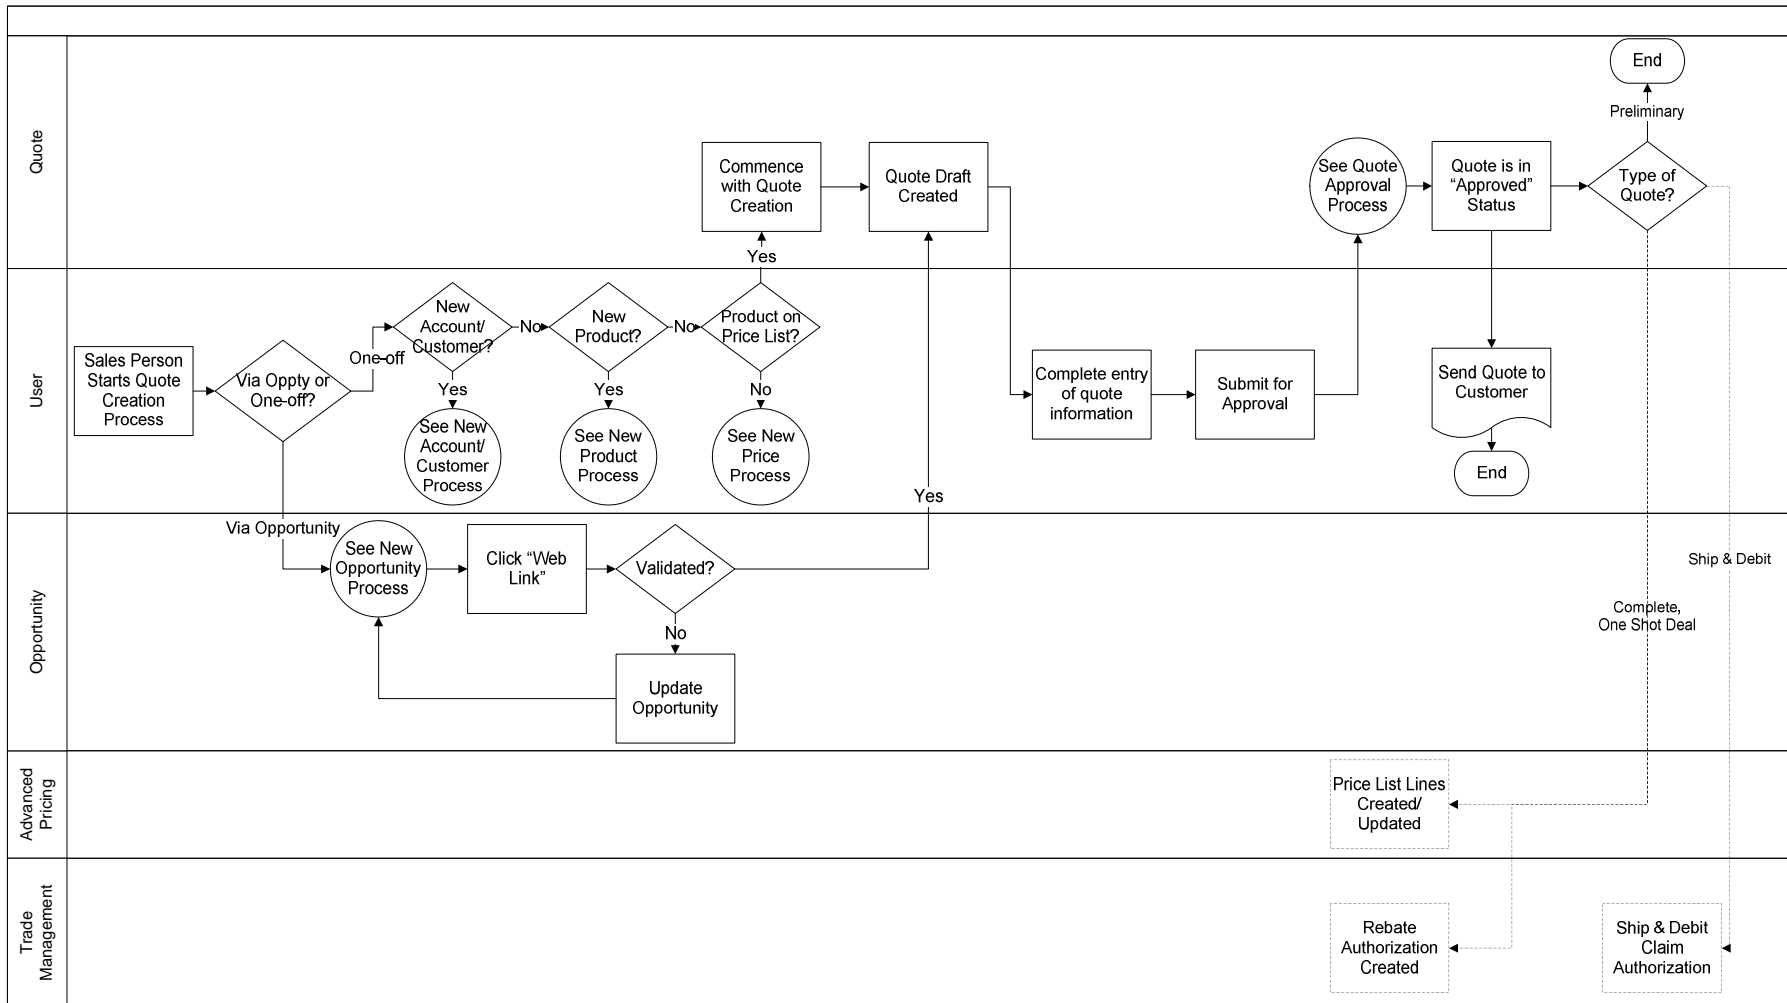 Quote
End
Preliminary
Commence
with Quote
Creation
Quote Draft
Created
See Quote
Approval
Process
Quote is in
“Approved”
Status
Type of
Quote?
Yes
User
Sales Person
Starts Quote
Creation
Process
Via Oppty or
One-off?
One-off
New
Account/
Customer?
No
New
Product?
No
Product on
Price List?
Yes
Yes
No
See New
Account/
Customer
Process
See New
Product
Process
See New
Price
Process
Complete entry
of quote
information
Submit for
Approval
Send Quote to
Customer
End
Yes
Opportunity
Via Opportunity
See New
Opportunity
Process
Click “Web
Link”
Validated?
No
Update
Opportunity
Ship & Debit
Complete,
One Shot Deal
Advanced
Pricing
Price List Lines
Created/
Updated
Trade
Management
Rebate
Authorization
Created
Ship & Debit
Claim
Authorization